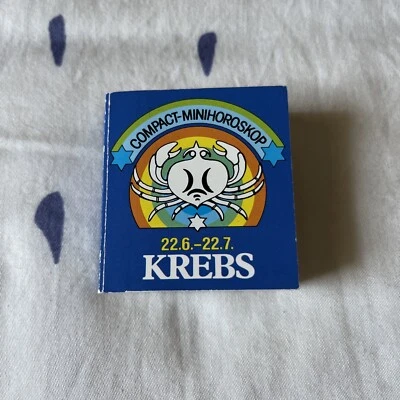 COMPACT-MINIHOROSKOP
22.6.-22.7.
KREBS